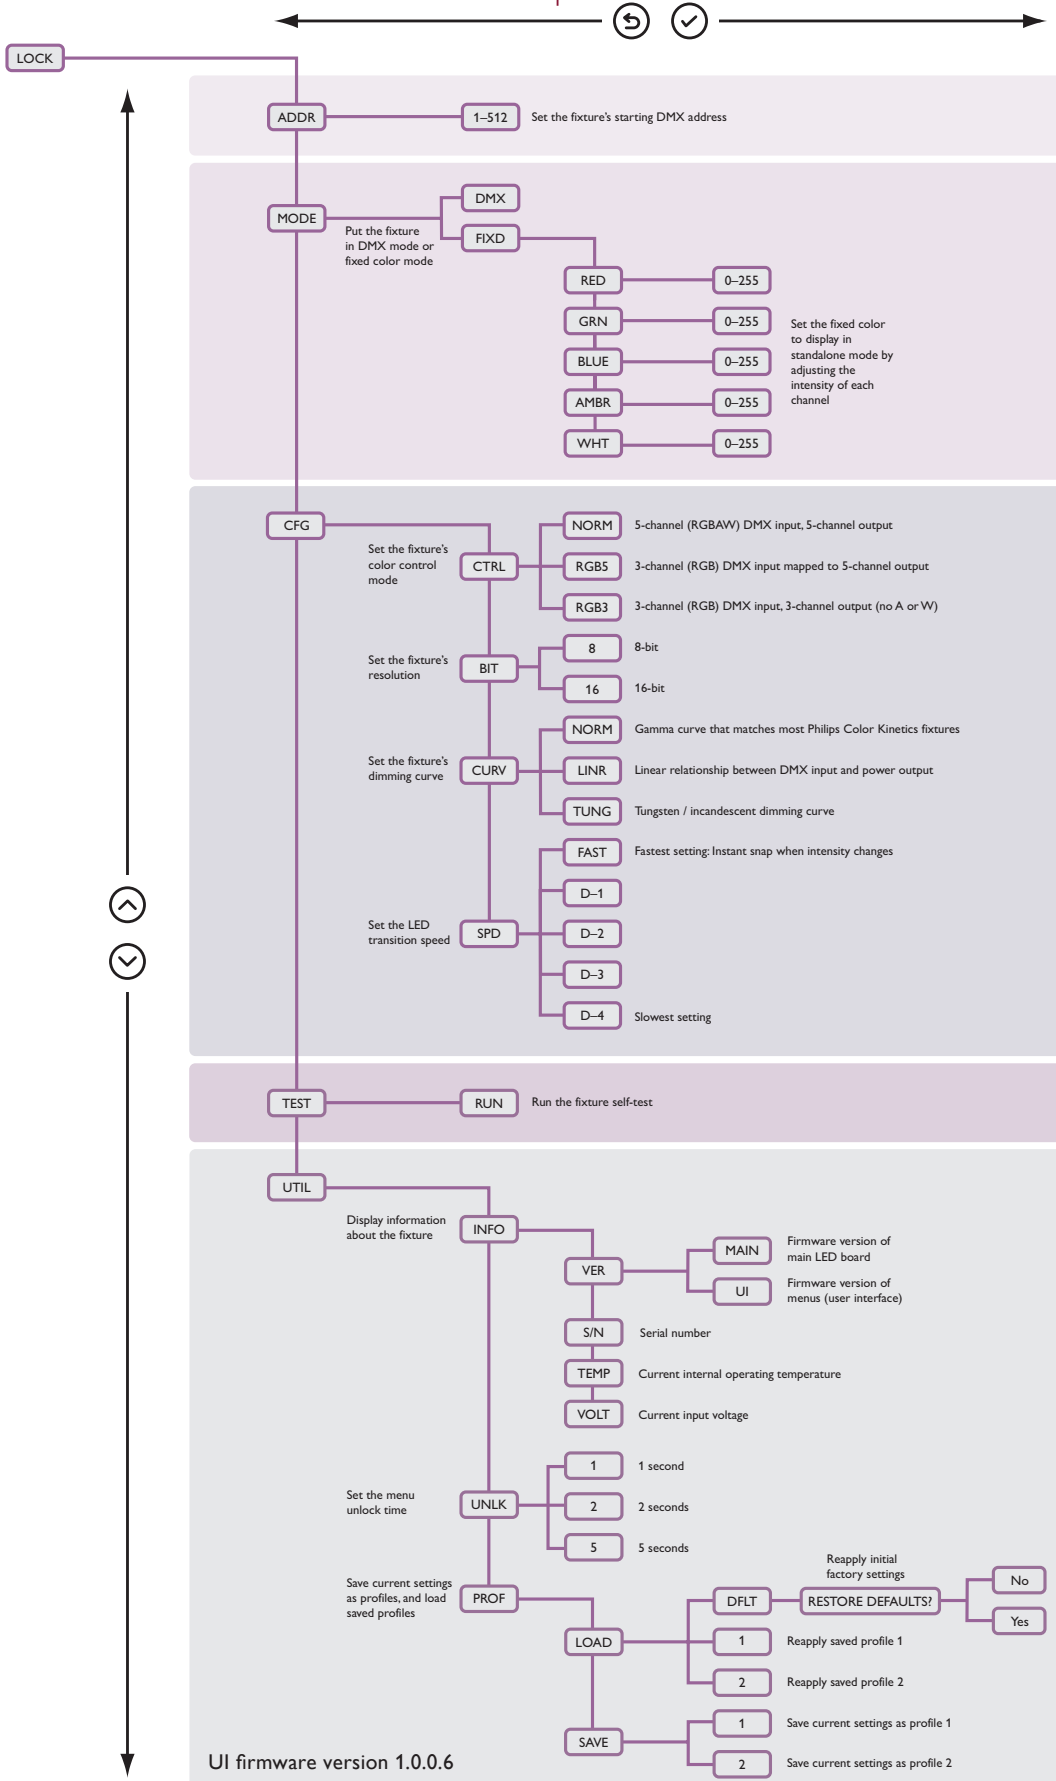 LOCK
ADDR
1–512
Set the fixture's starting DMX address
MODE
Put the fixture
in DMX mode or
fixed color mode
DMX
FIXD
RED
0–255
GRN
0–255
BLUE
0–255
AMBR
0–255
WHT
0–255
Set the fixed color
to display in
standalone mode by
adjusting the
intensity of each
channel
CFG
Set the fixture's
color control
mode
CTRL
NORM
5-channel (RGBAW) DMX input, 5-channel output
RGB5
3-channel (RGB) DMX input mapped to 5-channel output
RGB3
3-channel (RGB) DMX input, 3-channel output (no A or W)
Set the fixture's
resolution
BIT
8
8-bit
16
16-bit
Set the fixture's
dimming curve
CURV
NORM
Gamma curve that matches most Philips Color Kinetics fixtures
LINR
Linear relationship between DMX input and power output
TUNG
Tungsten / incandescent dimming curve
Set the LED
transition speed
SPD
FAST
Fastest setting: Instant snap when intensity changes
D–1
D–2
D–3
D–4
Slowest setting
TEST
RUN
Run the fixture self-test
UTIL
Display information
about the fixture
INFO
VER
MAIN
Firmware version of
main LED board
UI
Firmware version of
menus (user interface)
S/N
Serial number
TEMP
Current internal operating temperature
VOLT
Current input voltage
Set the menu
unlock time
UNLK
1
1 second
2
2 seconds
5
5 seconds
Save current settings
as profiles, and load
saved profiles
PROF
LOAD
DFLT
Reapply initial
factory settings
RESTORE DEFAULTS?
No
Yes
1
Reapply saved profile 1
2
Reapply saved profile 2
SAVE
1
Save current settings as profile 1
2
Save current settings as profile 2
UI firmware version 1.0.0.6